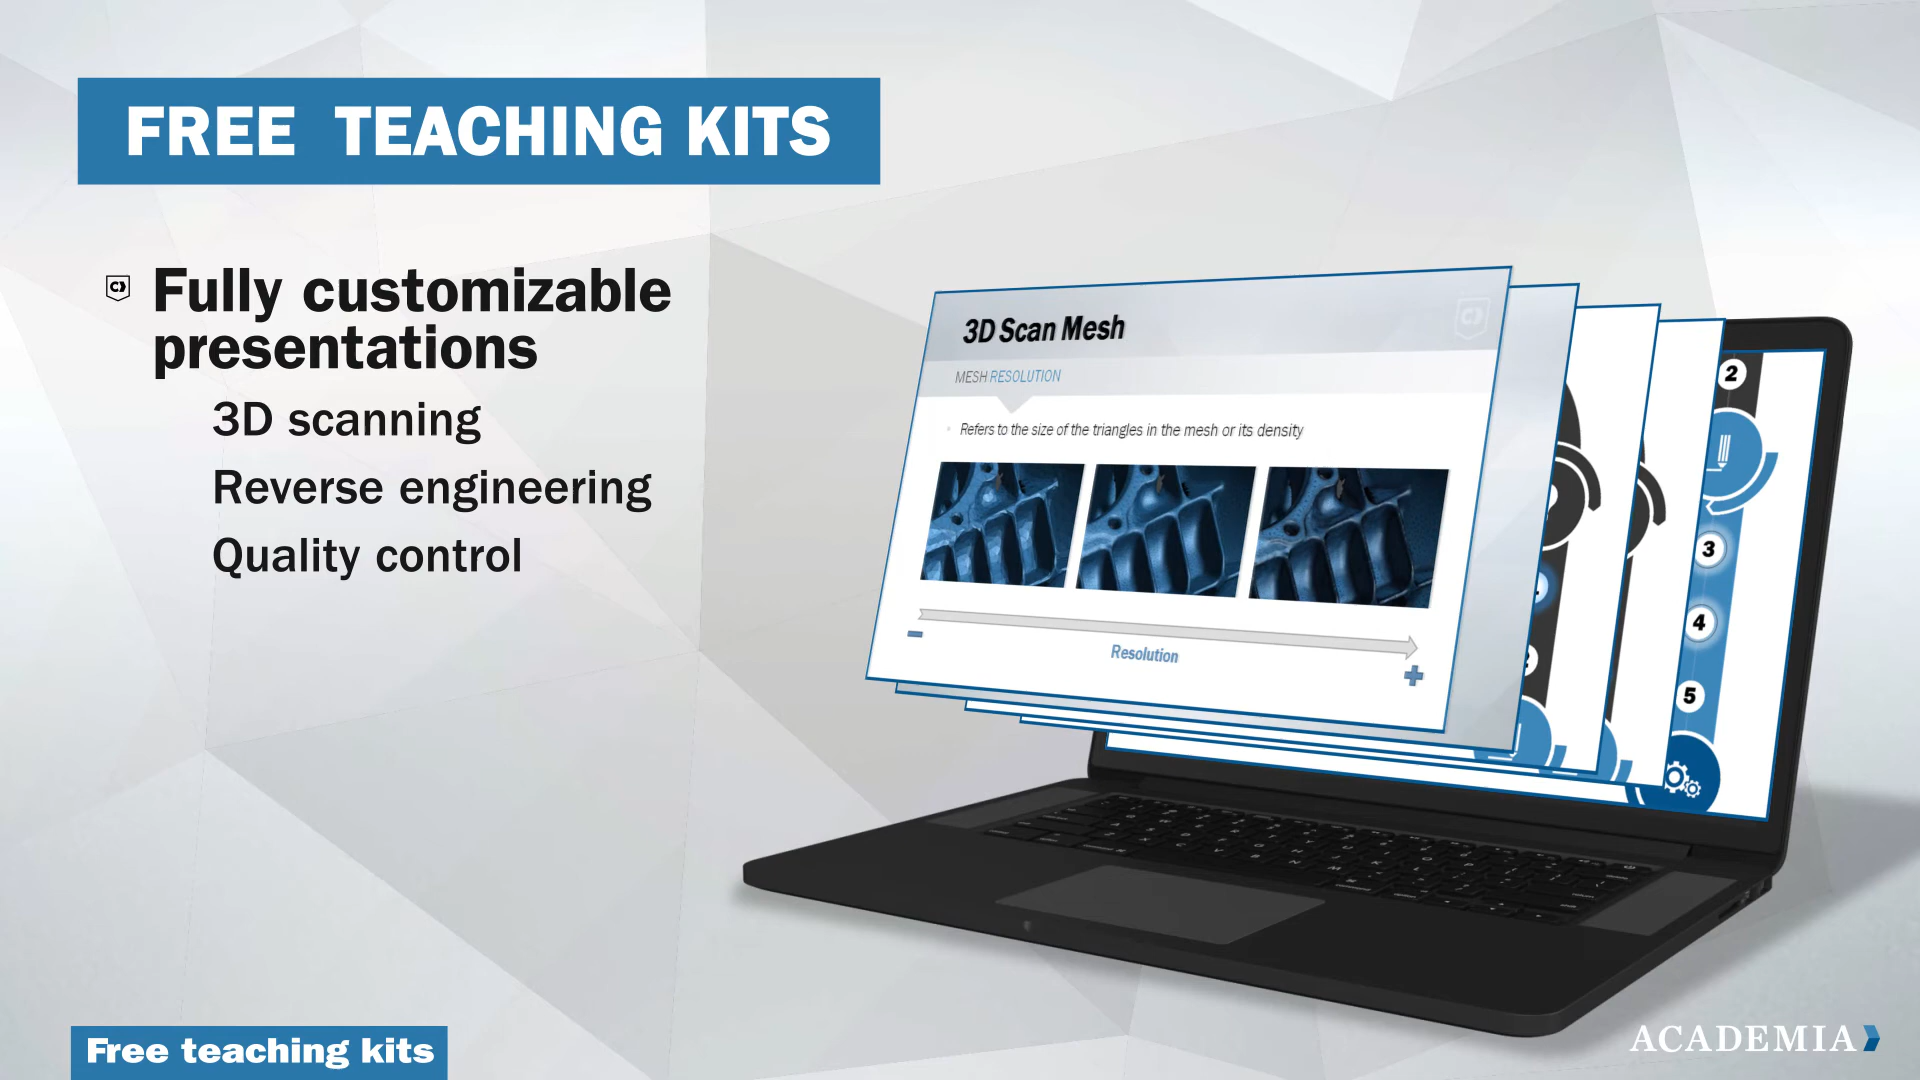 FREE TEACHING KITS
Fully customizable
presentations
3D scanning
Reverse engineering
Quality control
3D Scan Mesh
MESH RESOLUTION
Refers to the size of the triangles in the mesh or its density
Resolution
2
3
4
5
Free teaching kits
ACADEMIA